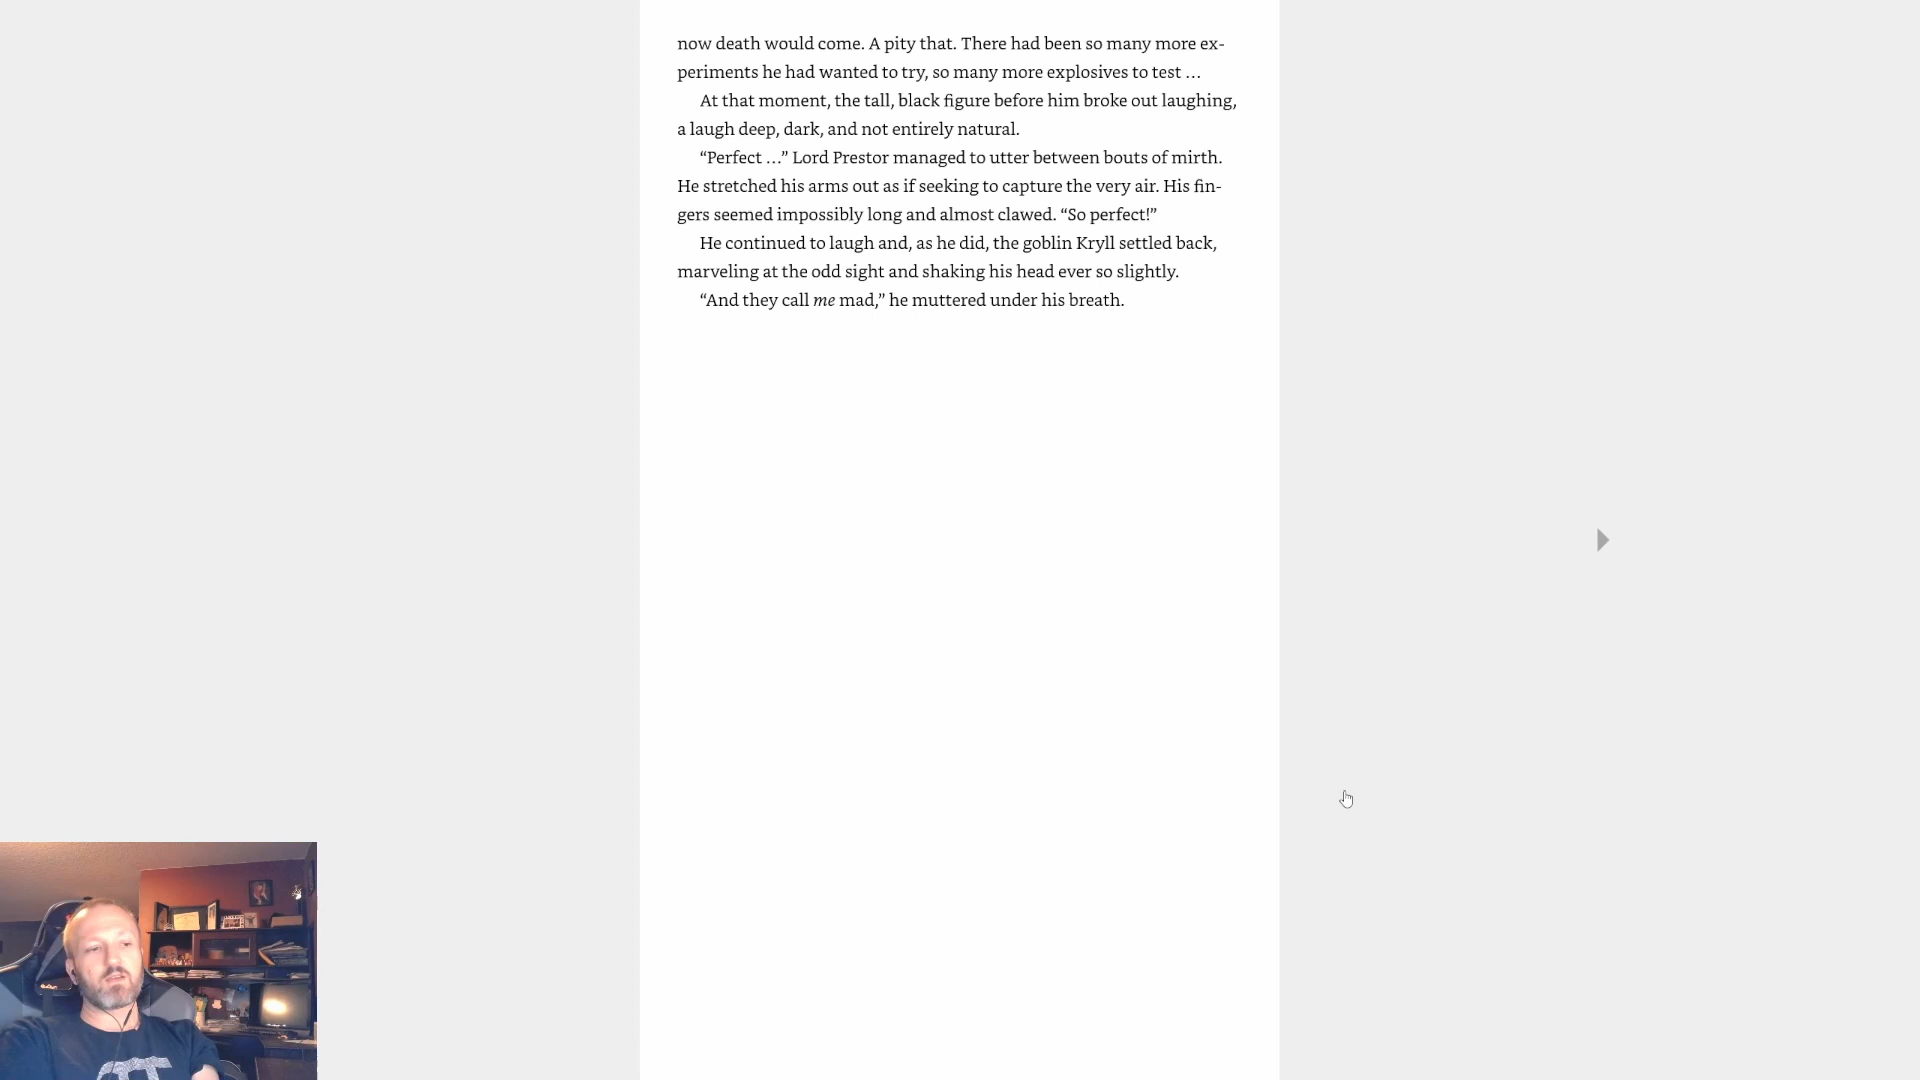 now death would come. A pity that. There had been so many more ex-
periments he had wanted to try, so many more explosives to test …
At that moment, the tall, black figure before him broke out laughing,
a laugh deep, dark, and not entirely natural.
“Perfect …” Lord Prestor managed to utter between bouts of mirth.
He stretched his arms out as if seeking to capture the very air. His fin-
gers seemed impossibly long and almost clawed. “So perfect!”
He continued to laugh and, as he did, the goblin Kryll settled back,
marveling at the odd sight and shaking his head ever so slightly.
“And they call me mad,” he muttered under his breath.